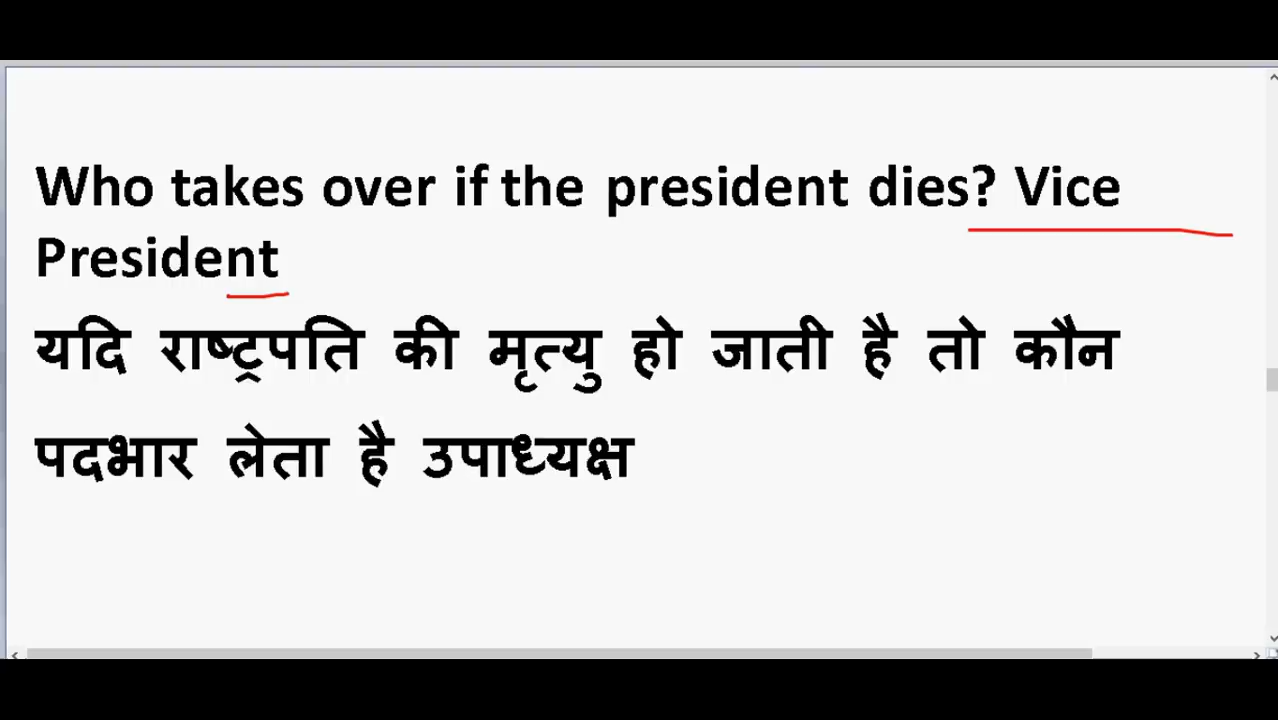 Who takes over if the president dies? Vice
President
यदि राष्ट्रपति की मृत्यु हो जाती है तो कौन
पदभार लेता है उपाध्यक्ष